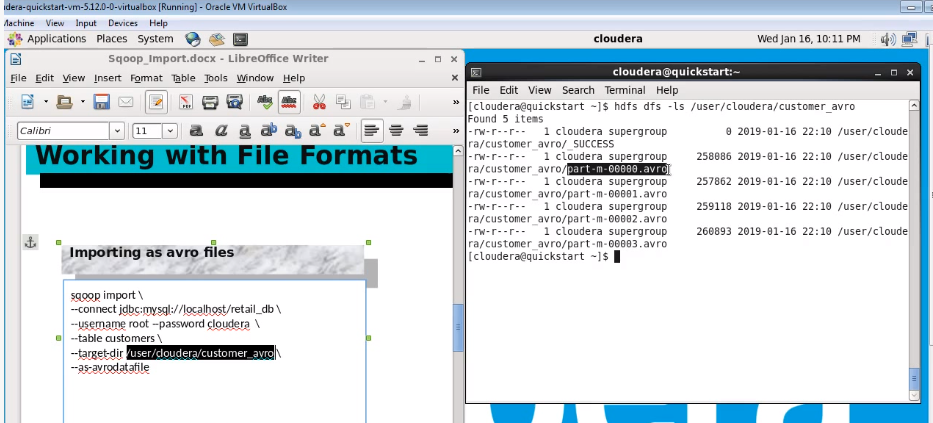 dera-quickstart-vm-5.12.0-0-virtualbox [Running] - Oracle VM VirtualBox
Machine View Input Devices Help
Applications Places System
cloudera
Wed Jan 16, 10:11 PM
Sqoop_Import.docx - LibreOffice Writer
File Edit View Insert Format Table Tools Window Help
Calibri 11
Working with File Formats
Importing as avro files
sqoop import \
--connect jdbc:mysql://localhost/retail_db \
--username root --password cloudera \
--table customers \
--target-dir /user/cloudera/customer_avro \
--as-avrodatafile
cloudera@quickstart:~
File Edit View Search Terminal Help
[cloudera@quickstart ~]$ hdfs dfs -ls /user/cloudera/customer_avro
Found 5 items
-rw-r--r-- 1 cloudera supergroup 0 2019-01-16 22:10 /user/cloude
ra/customer_avro/_SUCCESS
-rw-r--r-- 1 cloudera supergroup 258086 2019-01-16 22:10 /user/cloude
ra/customer_avro/part-m-00000.avro
-rw-r--r-- 1 cloudera supergroup 257862 2019-01-16 22:10 /user/cloude
ra/customer_avro/part-m-00001.avro
-rw-r--r-- 1 cloudera supergroup 259118 2019-01-16 22:10 /user/cloude
ra/customer_avro/part-m-00002.avro
-rw-r--r-- 1 cloudera supergroup 260893 2019-01-16 22:10 /user/cloude
ra/customer_avro/part-m-00003.avro
[cloudera@quickstart ~]$